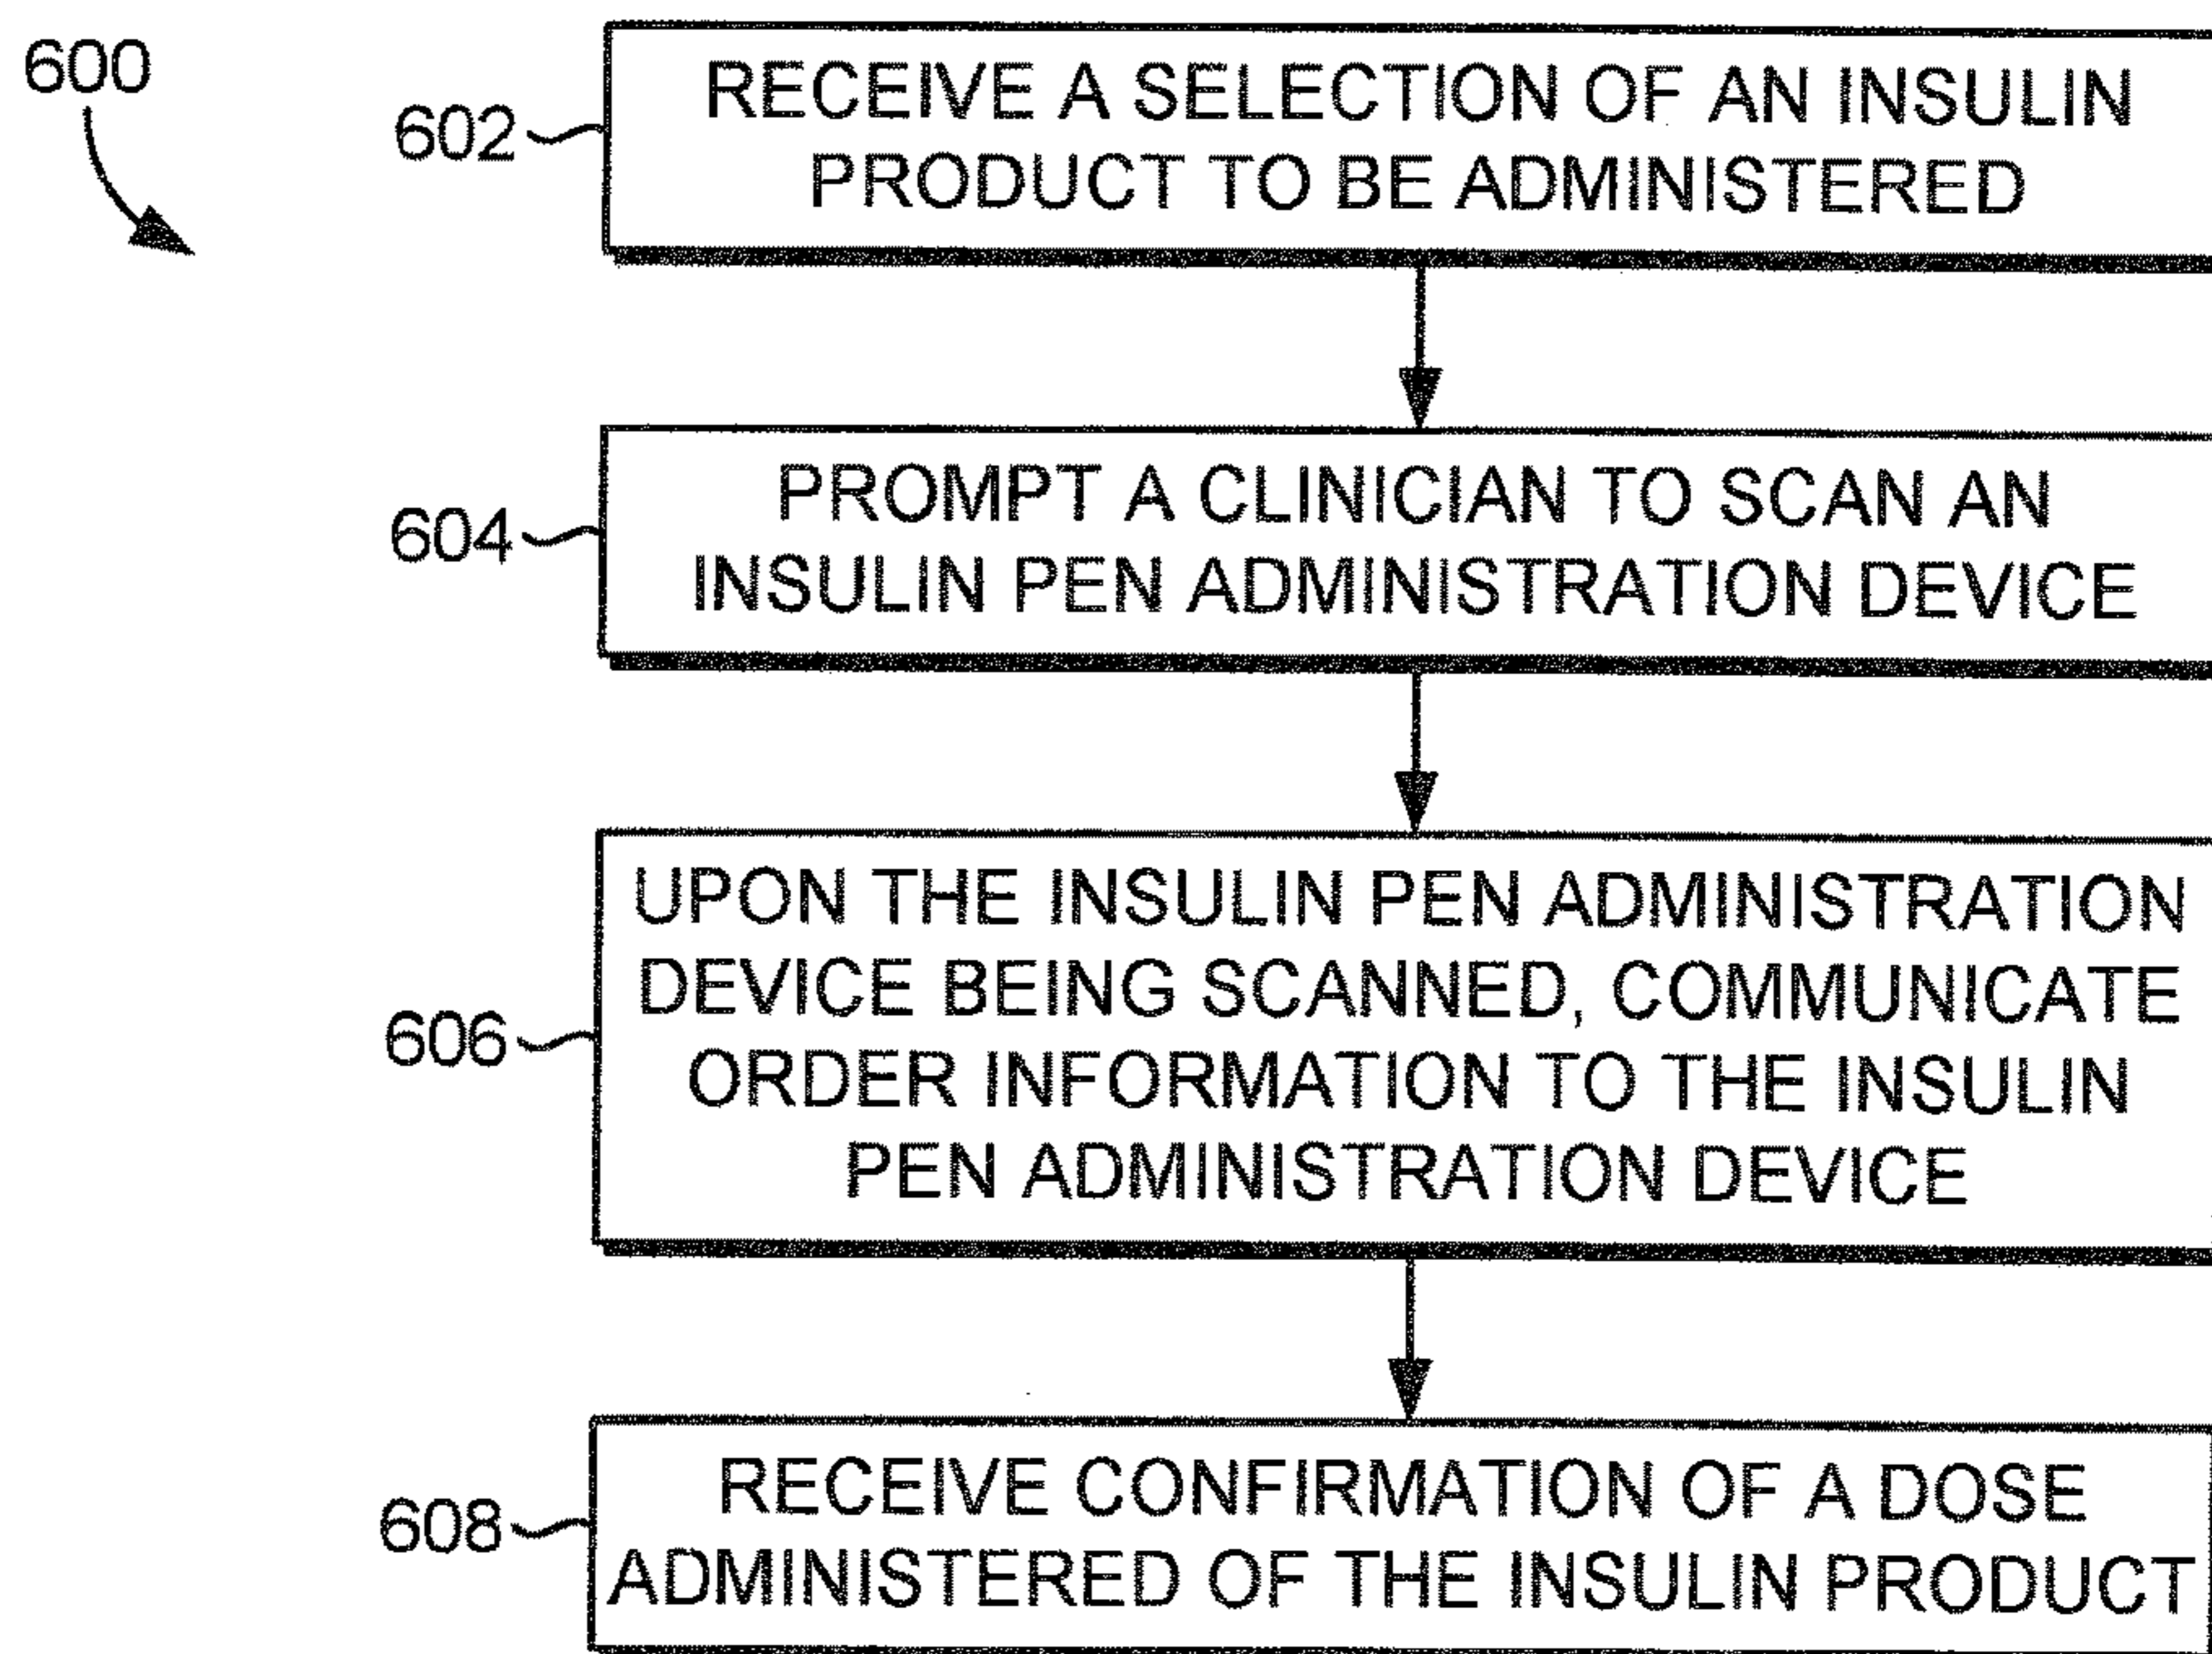 600
602
RECEIVE A SELECTION OF AN INSULIN
PRODUCT TO BE ADMINISTERED
604
PROMPT A CLINICIAN TO SCAN AN
INSULIN PEN ADMINISTRATION DEVICE
606
UPON THE INSULIN PEN ADMINISTRATION
DEVICE BEING SCANNED, COMMUNICATE
ORDER INFORMATION TO THE INSULIN
PEN ADMINISTRATION DEVICE
608
RECEIVE CONFIRMATION OF A DOSE
ADMINISTERED OF THE INSULIN PRODUCT